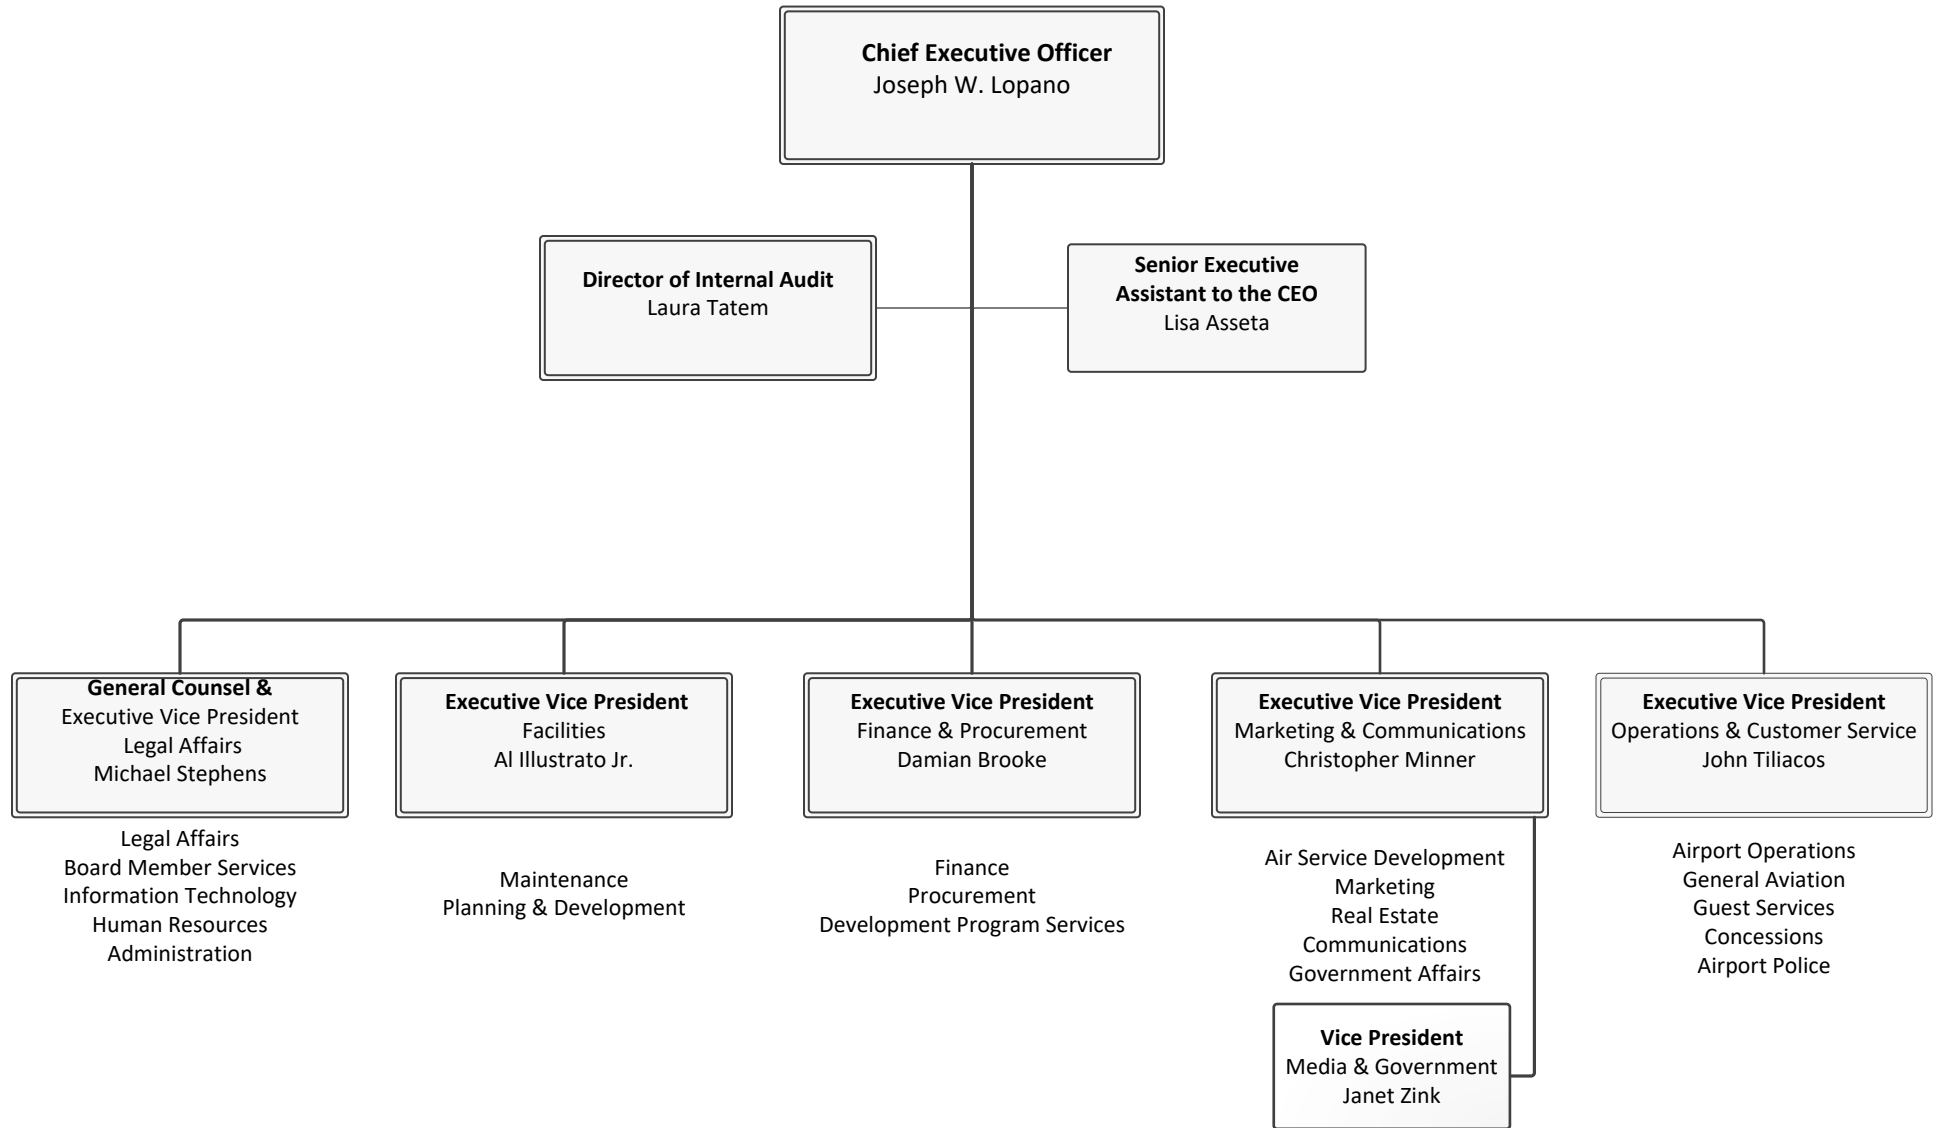 Chief Executive Officer
Joseph W. Lopano
Director of Internal Audit
Laura Tatem
Senior Executive
Assistant to the CEO
Lisa Asseta
General Counsel &
Executive Vice President
Legal Affairs
Michael Stephens
Legal Affairs
Board Member Services
Information Technology
Human Resources
Administration
Executive Vice President
Facilities
Al Illustrato Jr.
Maintenance
Planning & Development
Executive Vice President
Finance & Procurement
Damian Brooke
Finance
Procurement
Development Program Services
Executive Vice President
Marketing & Communications
Christopher Minner
Air Service Development
Marketing
Real Estate
Communications
Government Affairs
Vice President
Media & Government
Janet Zink
Executive Vice President
Operations & Customer Service
John Tiliacos
Airport Operations
General Aviation
Guest Services
Concessions
Airport Police